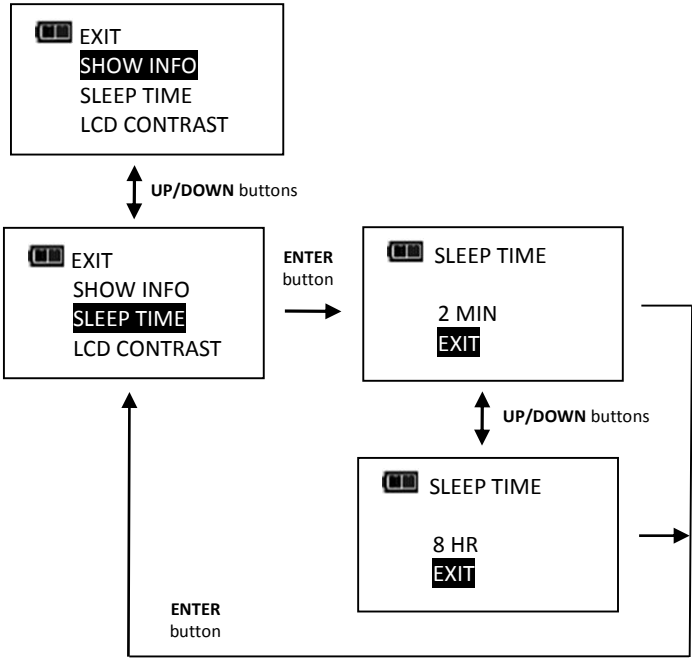 EXIT
SHOW INFO
SLEEP TIME
LCD CONTRAST
UP/DOWN buttons
EXIT
SHOW INFO
SLEEP TIME
LCD CONTRAST
ENTER
button
SLEEP TIME
2 MIN
EXIT
UP/DOWN buttons
SLEEP TIME
8 HR
EXIT
ENTER
button